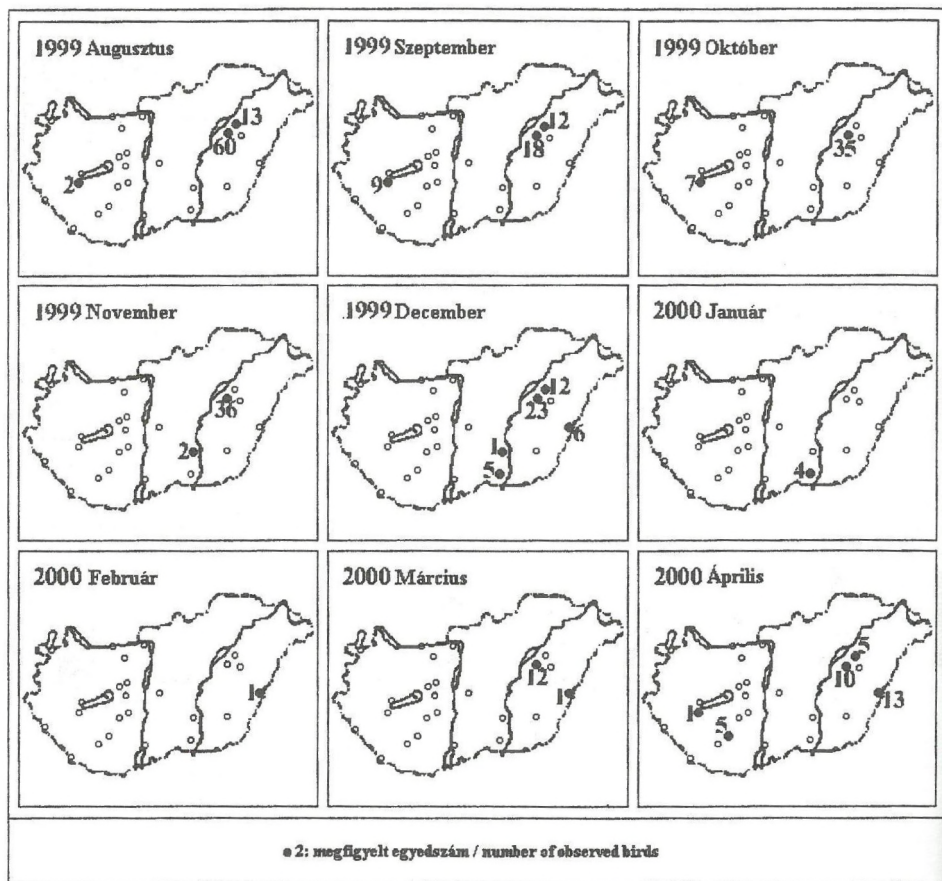 1999 Augusztus
13
60
2
1999 Szeptember
12
18
9
1999 Október
35
7
1999 November
36
2
.1999 December
12
23
6
1
5
2000 Január
4
2000 Február
1
2000 Március
12
1
2000 Április
5
10
13
1
5
● 2: megfigyelt egyedszám / number of observed birds